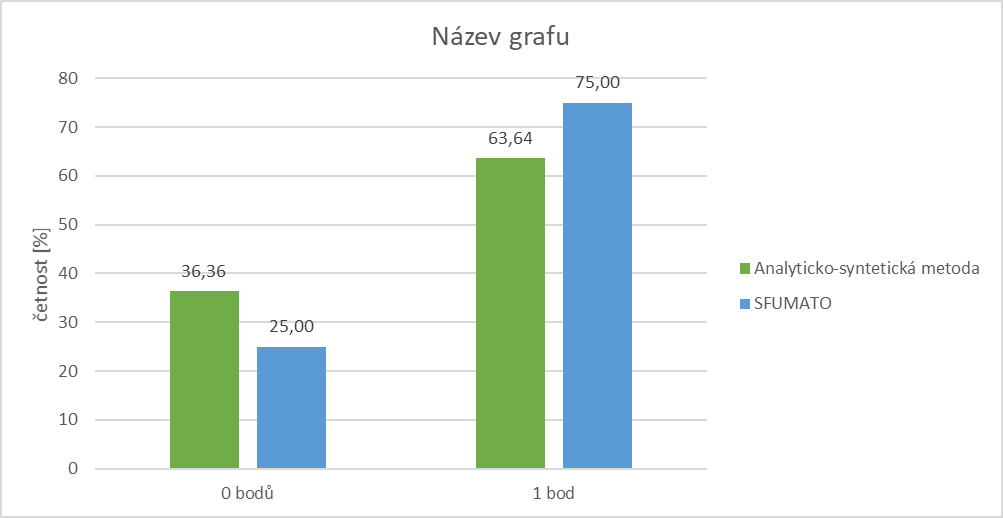 Název grafu
četnost [%]
80
70
60
50
40
30
20
10
0
36,36
25,00
63,64
75,00
0 bodů
1 bod
Analyticko-syntetická metoda
SFUMATO